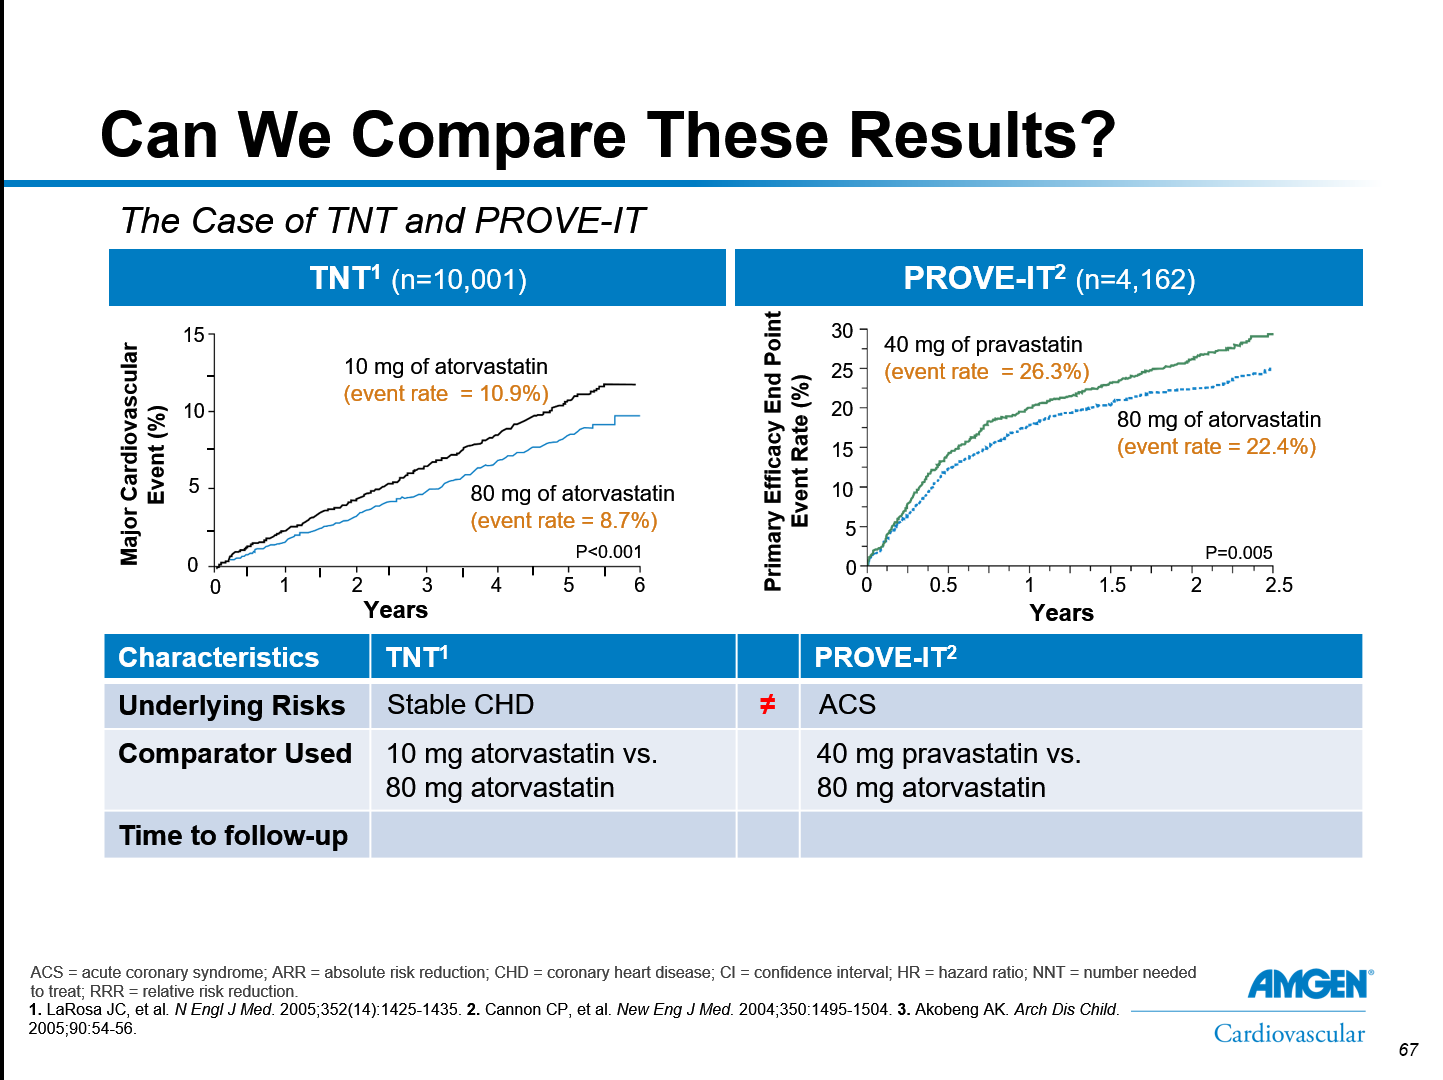 Can We Compare These Results?
The Case of TNT and PROVE-IT
TNT1 (n=10,001)
Major Cardiovascular
Event (%)
15
10
5
0
10 mg of atorvastatin
(event rate = 10.9%)
80 mg of atorvastatin
(event rate = 8.7%)
P<0.001
0 1 2 3 4 5 6
Years
PROVE-IT2 (n=4,162)
Primary Efficacy End Point
Event Rate (%)
30
25
20
15
10
5
0
40 mg of pravastatin
(event rate = 26.3%)
80 mg of atorvastatin
(event rate = 22.4%)
P=0.005
0 0.5 1 1.5 2 2.5
Years
Characteristics TNT1 PROVE-IT2
Underlying Risks Stable CHD ≠ ACS
Comparator Used 10 mg atorvastatin vs. 40 mg pravastatin vs.
80 mg atorvastatin 80 mg atorvastatin
Time to follow-up
ACS = acute coronary syndrome; ARR = absolute risk reduction; CHD = coronary heart disease; CI = confidence interval; HR = hazard ratio; NNT = number needed
to treat; RRR = relative risk reduction.
1. LaRosa JC, et al. N Engl J Med. 2005;352(14):1425-1435. 2. Cannon CP, et al. New Eng J Med. 2004;350:1495-1504. 3. Akobeng AK. Arch Dis Child.
2005;90:54-56.
AMGEN®
Cardiovascular
67